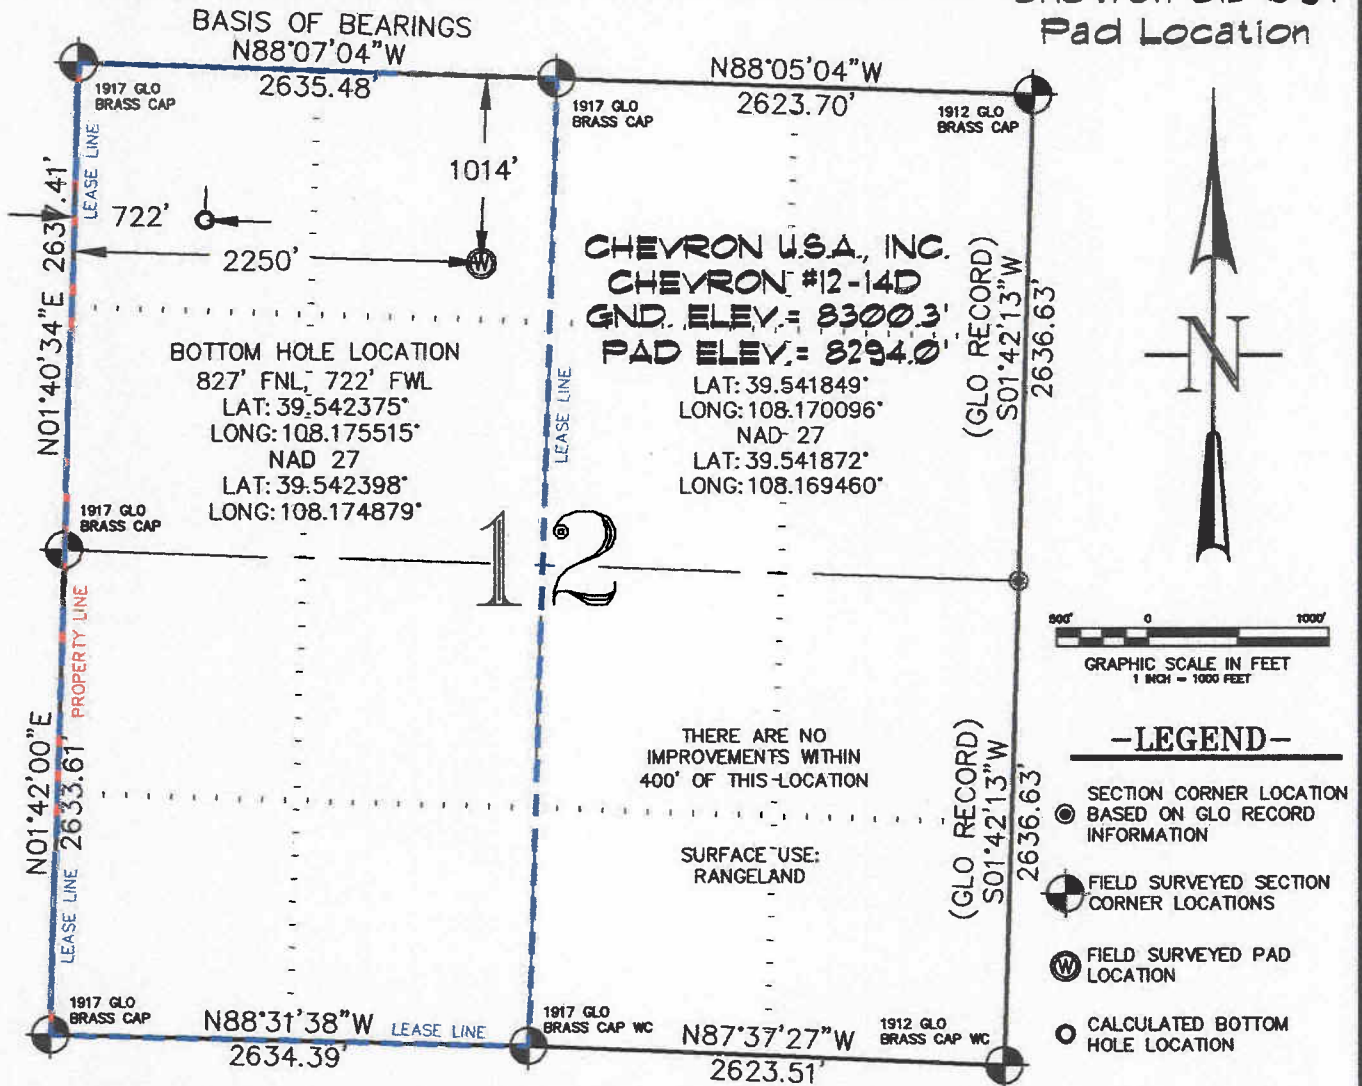 Pad Location
BASIS OF BEARINGS
N88°07'04"W
2635.48'
N88°05'04"W
2623.70'
1917 GLO
BRASS CAP
1917 GLO
BRASS CAP
1912 GLO
BRASS CAP
LEASE LINE
N01°40'34"E 2637.41'
1014'
722'
2250'
W
CHEVRON U.S.A., INC.
CHEVRON #12-14D
GND. ELEV.= 8300.3'
PAD ELEV.= 8294.0'
LAT: 39.541849°
LONG: 108.170096°
NAD 27
LAT: 39.541872°
LONG: 108.169460°
(GLO RECORD)
S01°42'13"W
2636.63'
N
BOTTOM HOLE LOCATION
827' FNL, 722' FWL
LAT: 39.542375°
LONG: 108.175515°
NAD 27
LAT: 39.542398°
LONG: 108.174879°
LEASE LINE
1917 GLO
BRASS CAP
12
500' 0 1000'
GRAPHIC SCALE IN FEET
1 INCH = 1000 FEET
PROPERTY LINE
N01°42'00"E
2633.61'
LEASE LINE
THERE ARE NO
IMPROVEMENTS WITHIN
400' OF THIS LOCATION
SURFACE USE:
RANGELAND
(GLO RECORD)
S01°42'13"W
2636.63'
-LEGEND-
SECTION CORNER LOCATION
BASED ON GLO RECORD
INFORMATION
FIELD SURVEYED SECTION
CORNER LOCATIONS
W FIELD SURVEYED PAD
LOCATION
CALCULATED BOTTOM
HOLE LOCATION
1917 GLO
BRASS CAP
N88°31'38"W
LEASE LINE
2634.39'
1917 GLO
BRASS CAP WC
N87°37'27"W
2623.51'
1912 GLO
BRASS CAP WC